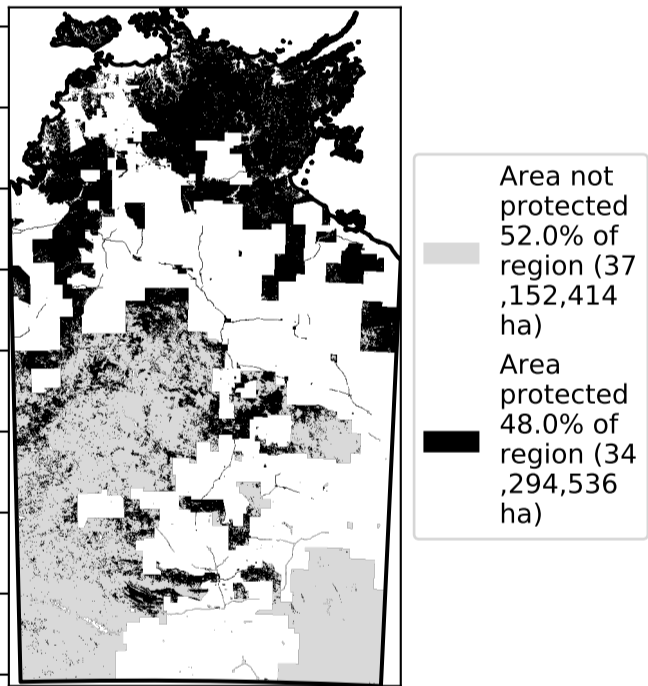 Area not
protected
52.0% of
region (37
,152,414
ha)
Area
protected
48.0% of
region (34
,294,536
ha)